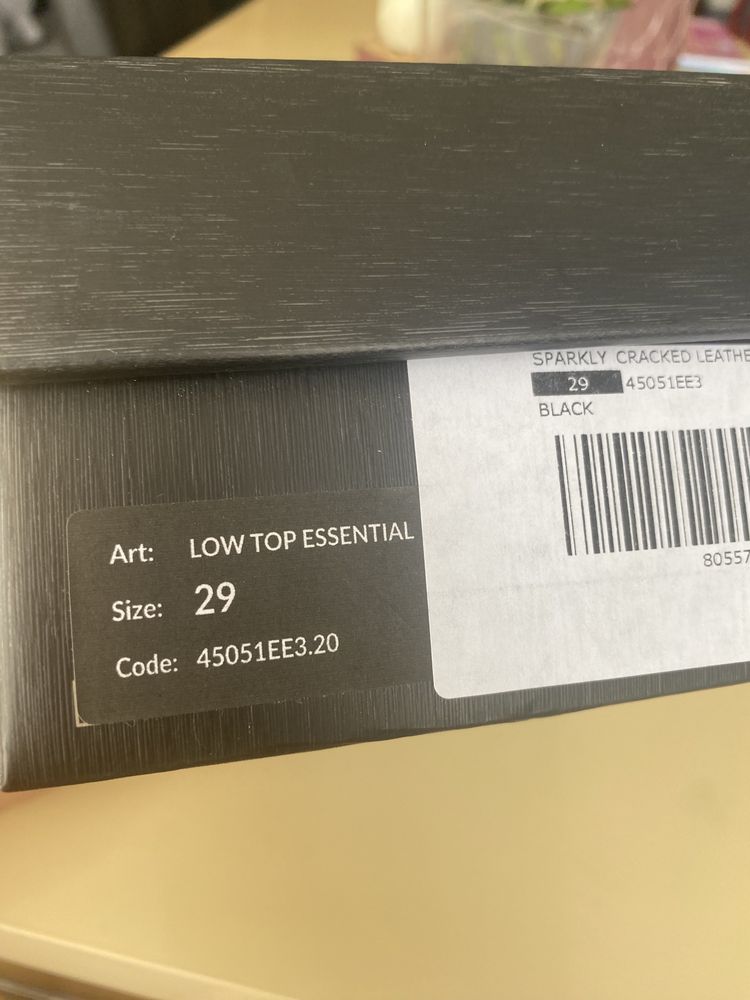 SPARKLY CRACKED LEATHE
29 45051EE3
BLACK
80557
Art: LOW TOP ESSENTIAL
Size: 29
Code: 45051EE3.20